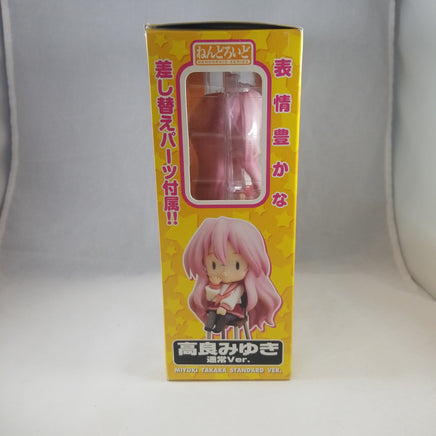 ねんどろいど
NENDOROID SERIES
表情豊かな
差し替えパーツ付属!!
高良みゆき
通常Ver.
MIYUKI TAKARA STANDARD VER.